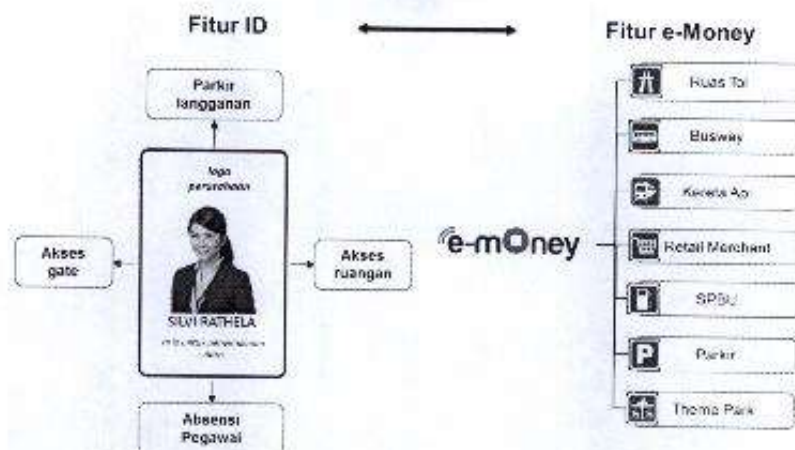 Fitur ID
Fitur e-Money
Parkir
langganan
logo
perusahaan
Akses
gate
Akses
ruangan
SILVI RATHELA
Absensi
Pegawai
e-money
Ruas Tol
Busway
Kereta Api
Retail Merchant
SPBU
Parkir
P
Theme Park